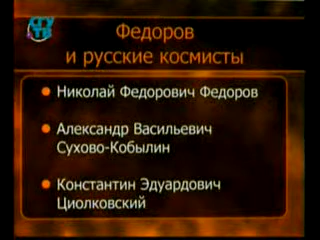 СГУ
ТВ
Федоров
и русские космисты
Николай Федорович Федоров
Александр Васильевич
Сухово-Кобылин
Константин Эдуардович
Циолковский